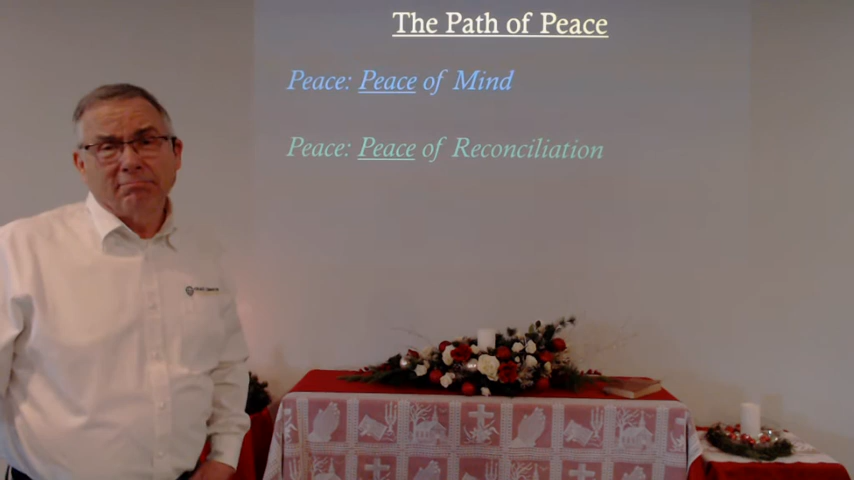 The Path of Peace
Peace: Peace of Mind
Peace: Peace of Reconciliation